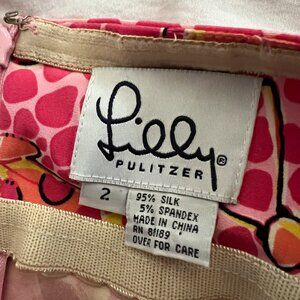 Lilly®
PULITZER
2
95% SILK
5% SPANDEX
MADE IN CHINA
RN 81189
OVER FOR CARE